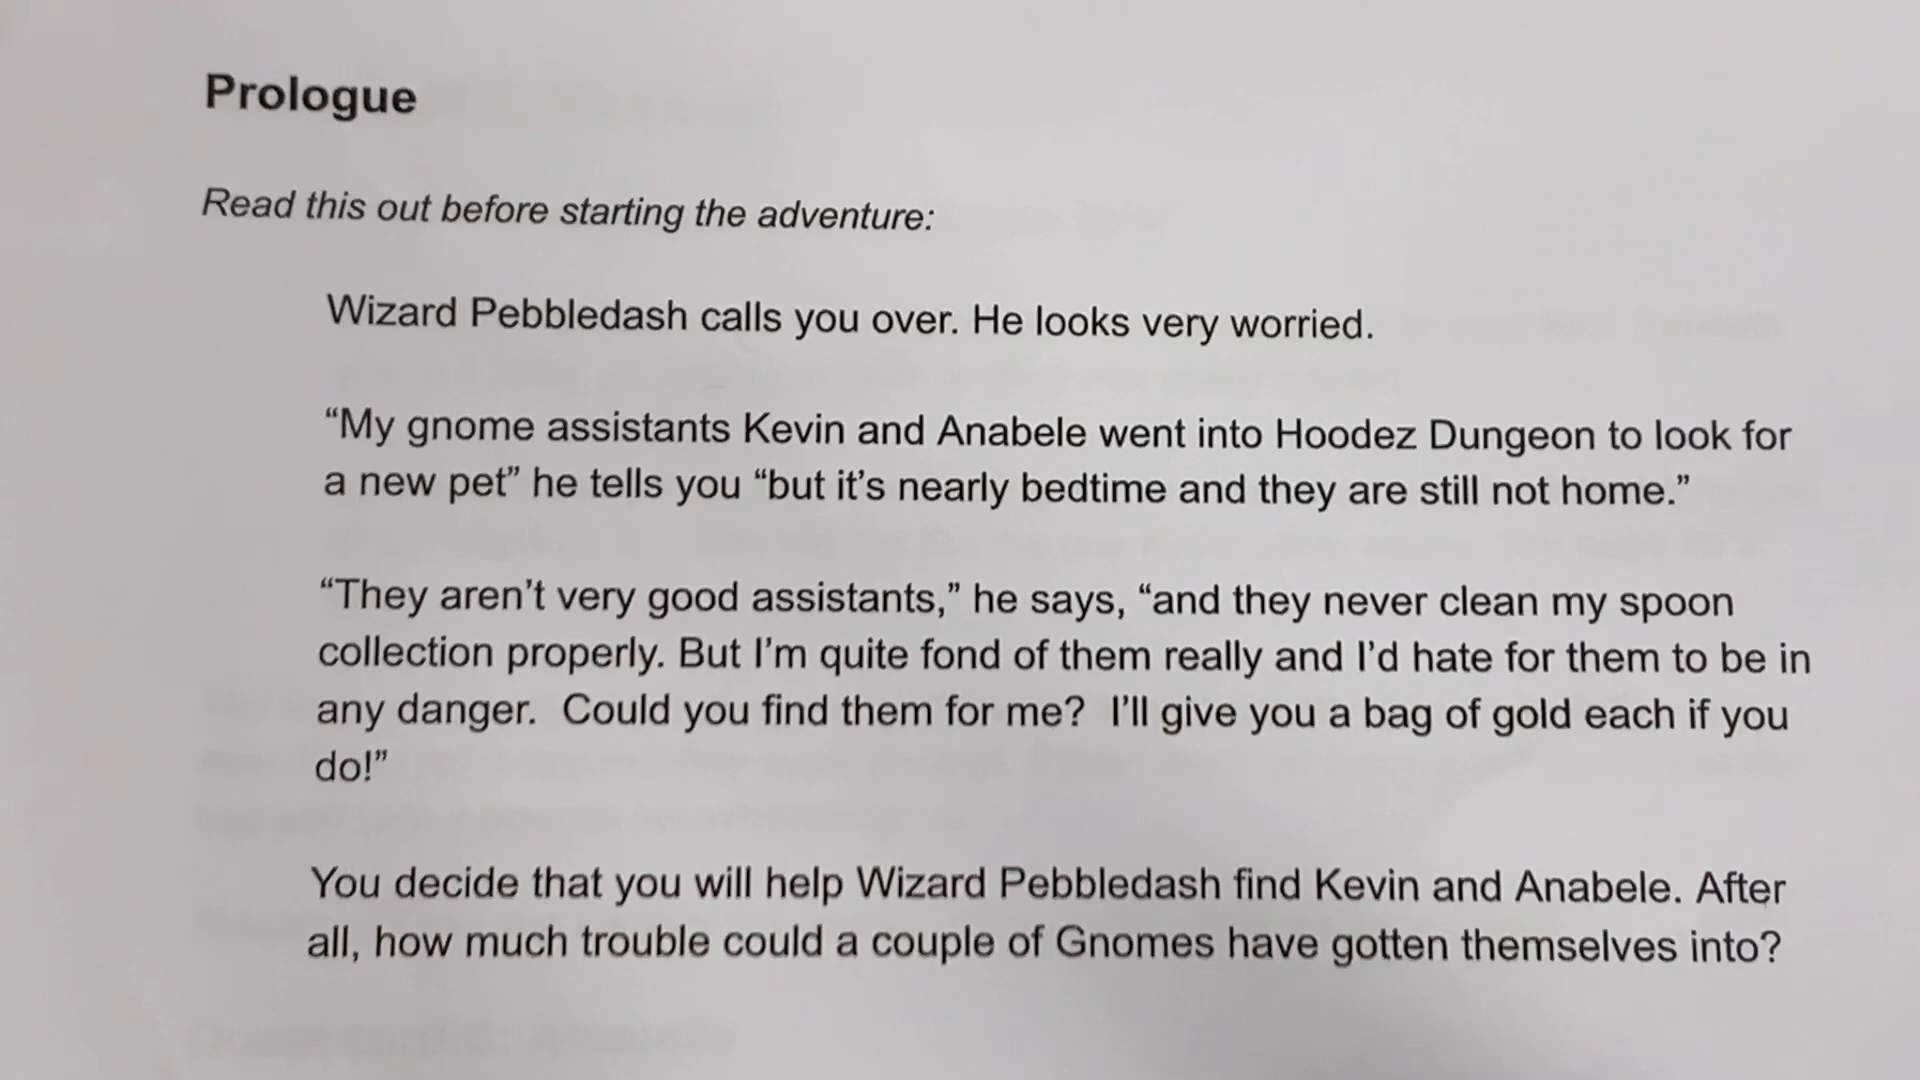 Prologue
Read this out before starting the adventure:
Wizard Pebbledash calls you over. He looks very worried.
“My gnome assistants Kevin and Anabele went into Hoodez Dungeon to look for
a new pet” he tells you “but it’s nearly bedtime and they are still not home.”
“They aren’t very good assistants,” he says, “and they never clean my spoon
collection properly. But I’m quite fond of them really and I’d hate for them to be in
any danger.  Could you find them for me?  I’ll give you a bag of gold each if you
do!”
You decide that you will help Wizard Pebbledash find Kevin and Anabele. After
all, how much trouble could a couple of Gnomes have gotten themselves into?